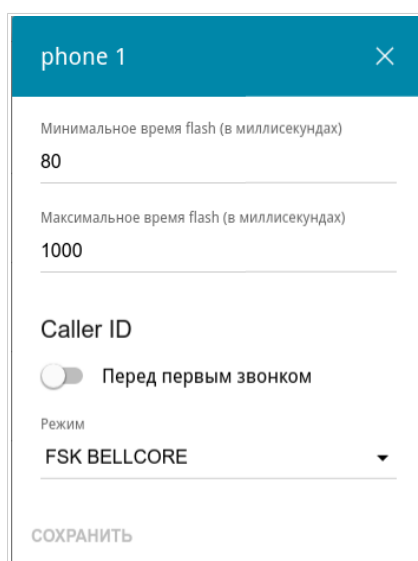 phone 1
Минимальное время flash (в миллисекундах)
80
Максимальное время flash (в миллисекундах)
1000
Caller ID
Перед первым звонком
Режим
FSK BELLCORE
СОХРАНИТЬ